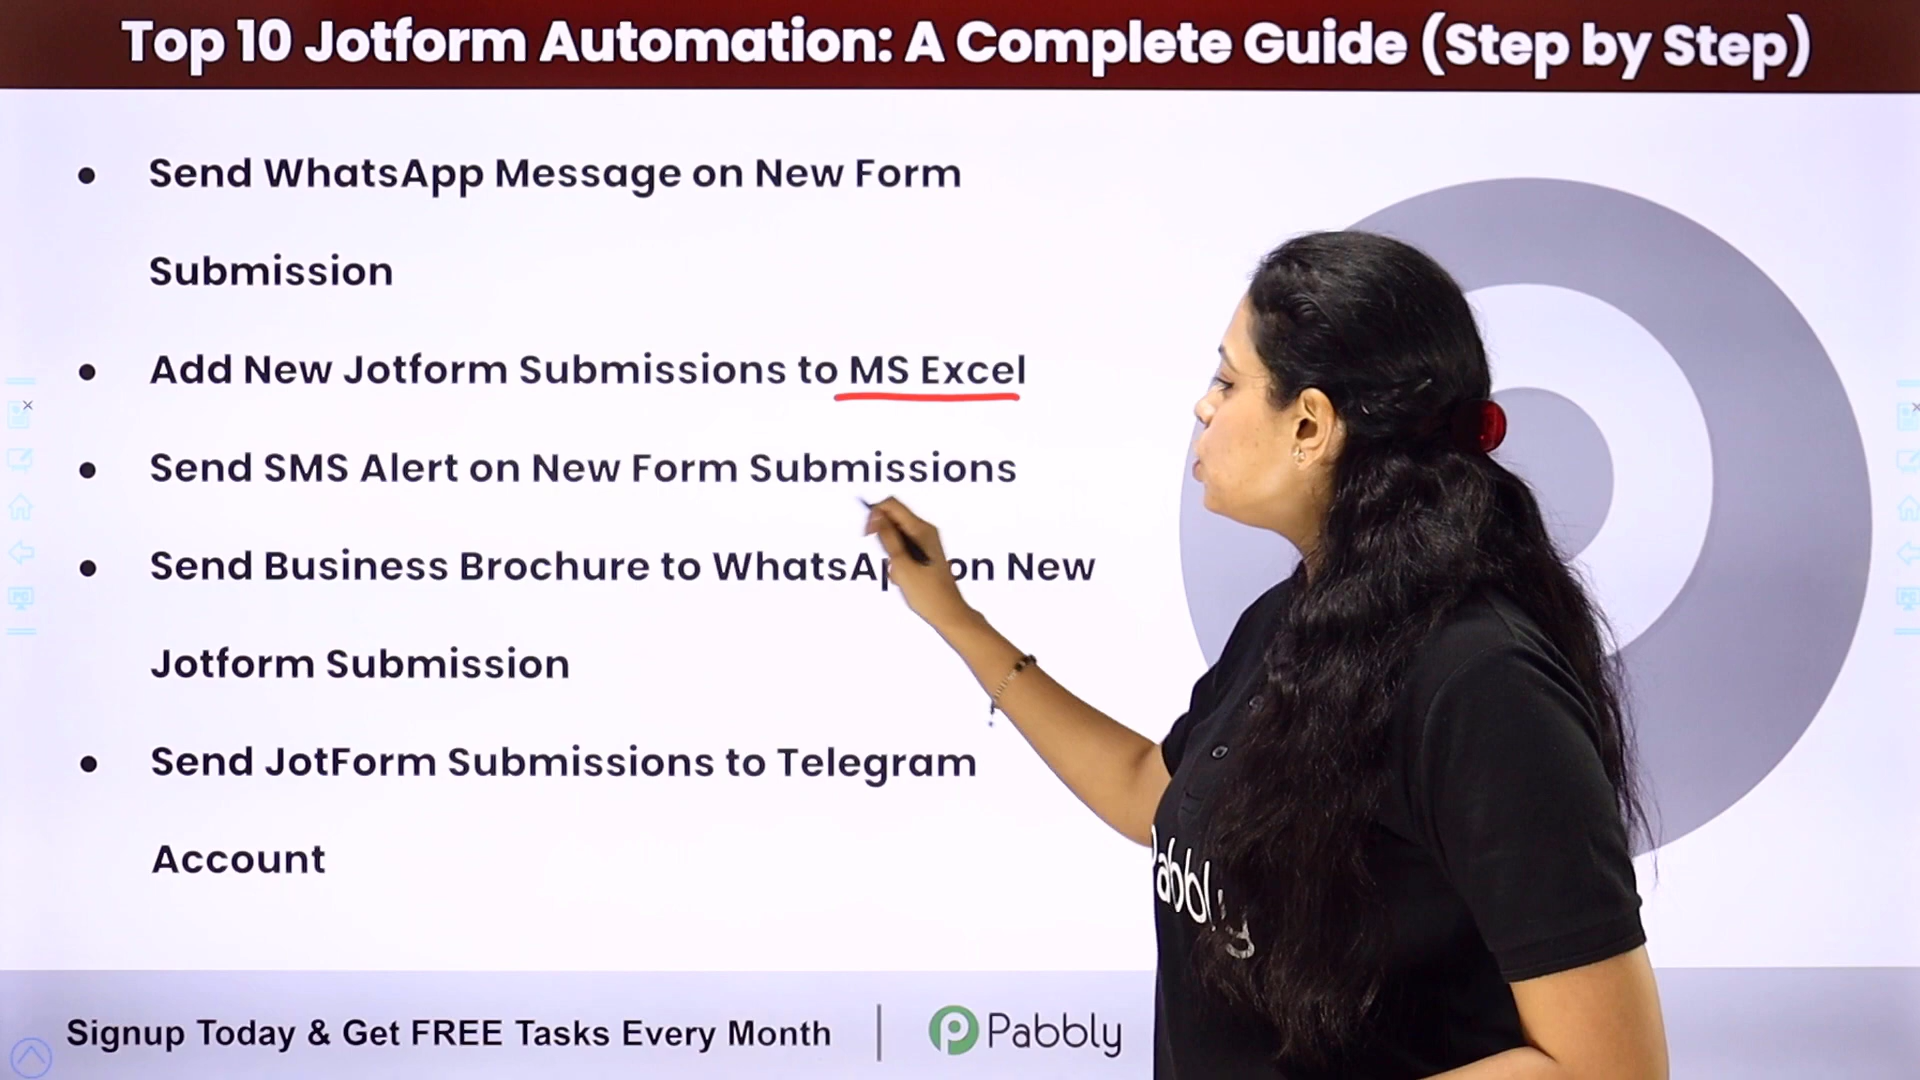 Top 10 Jotform Automation: A Complete Guide (Step by Step)
• Send WhatsApp Message on New Form
Submission
• Add New Jotform Submissions to MS Excel
• Send SMS Alert on New Form Submissions
• Send Business Brochure to WhatsApp on New
Jotform Submission
• Send JotForm Submissions to Telegram
Account
Pabbly
Signup Today & Get FREE Tasks Every Month | Pabbly